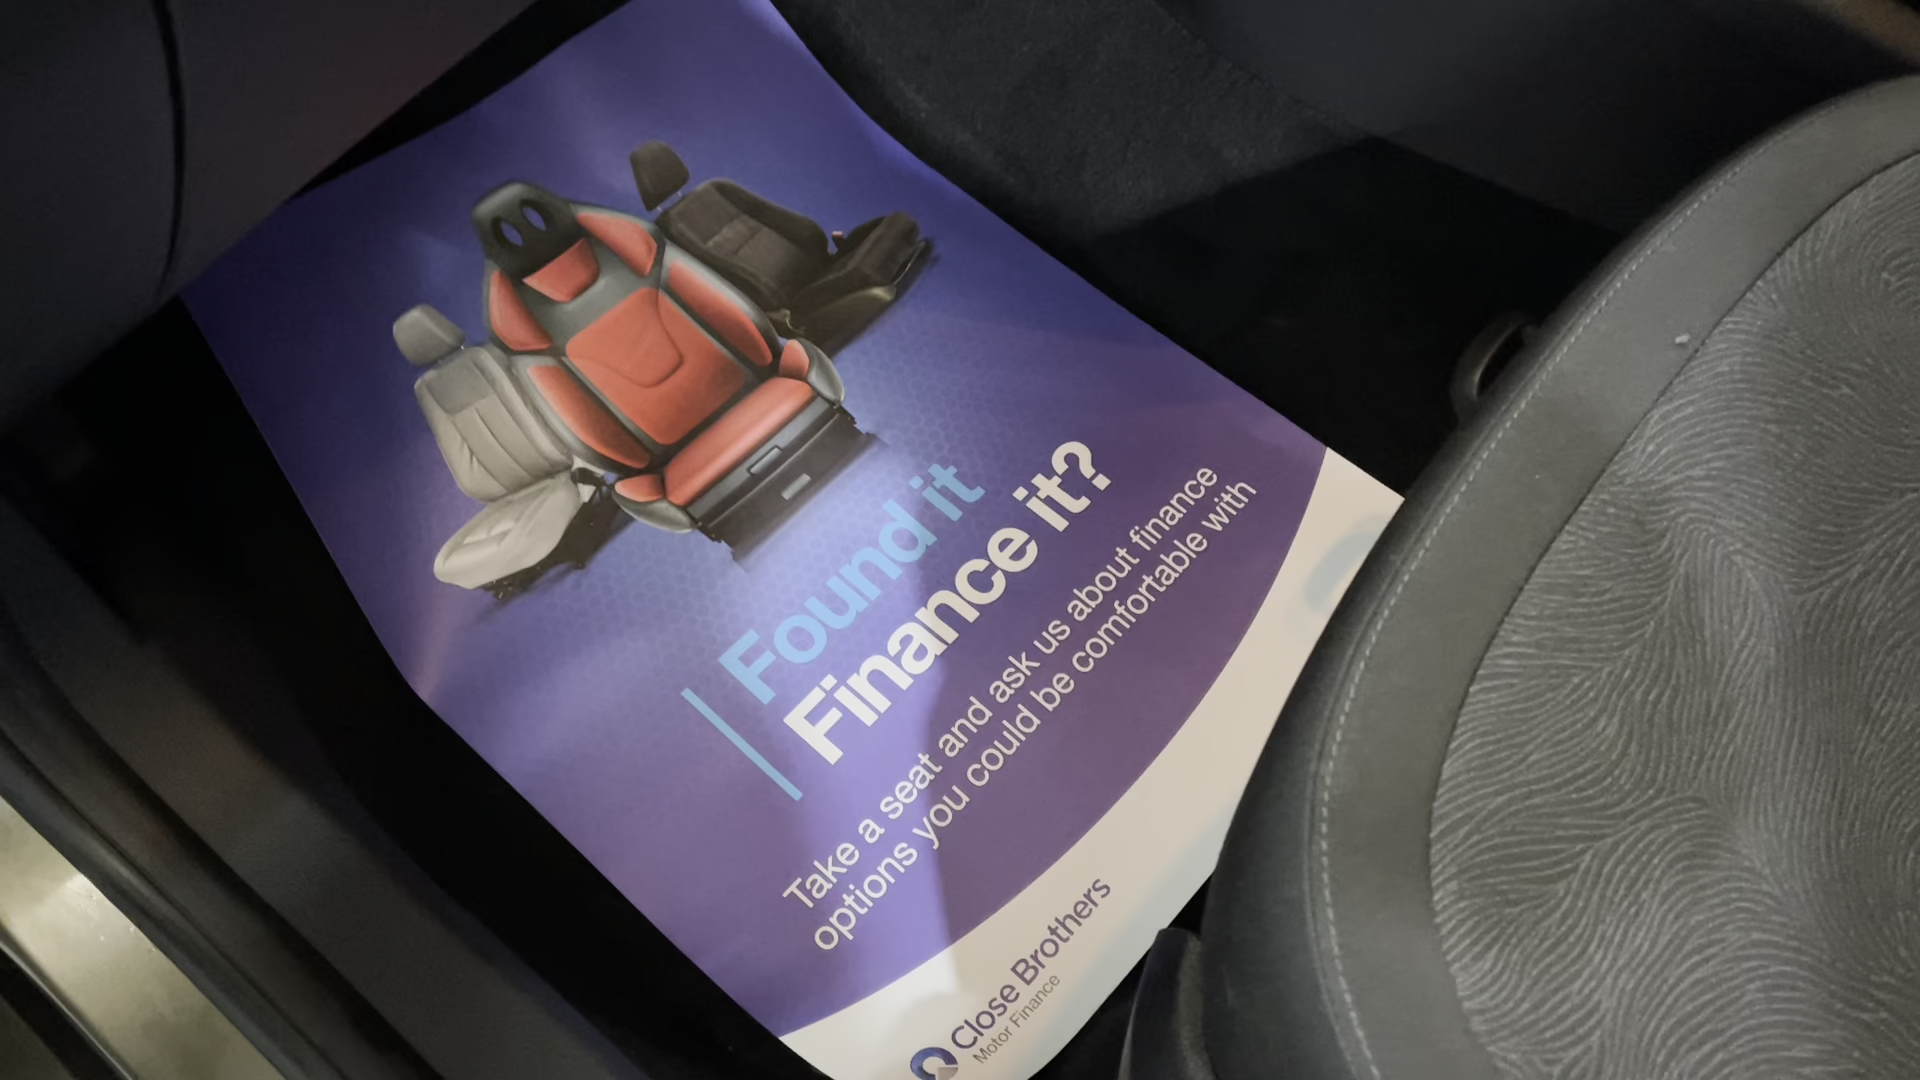 Found it
Finance it?
Take a seat and ask us about finance
options you could be comfortable with
Close Brothers
Motor Finance